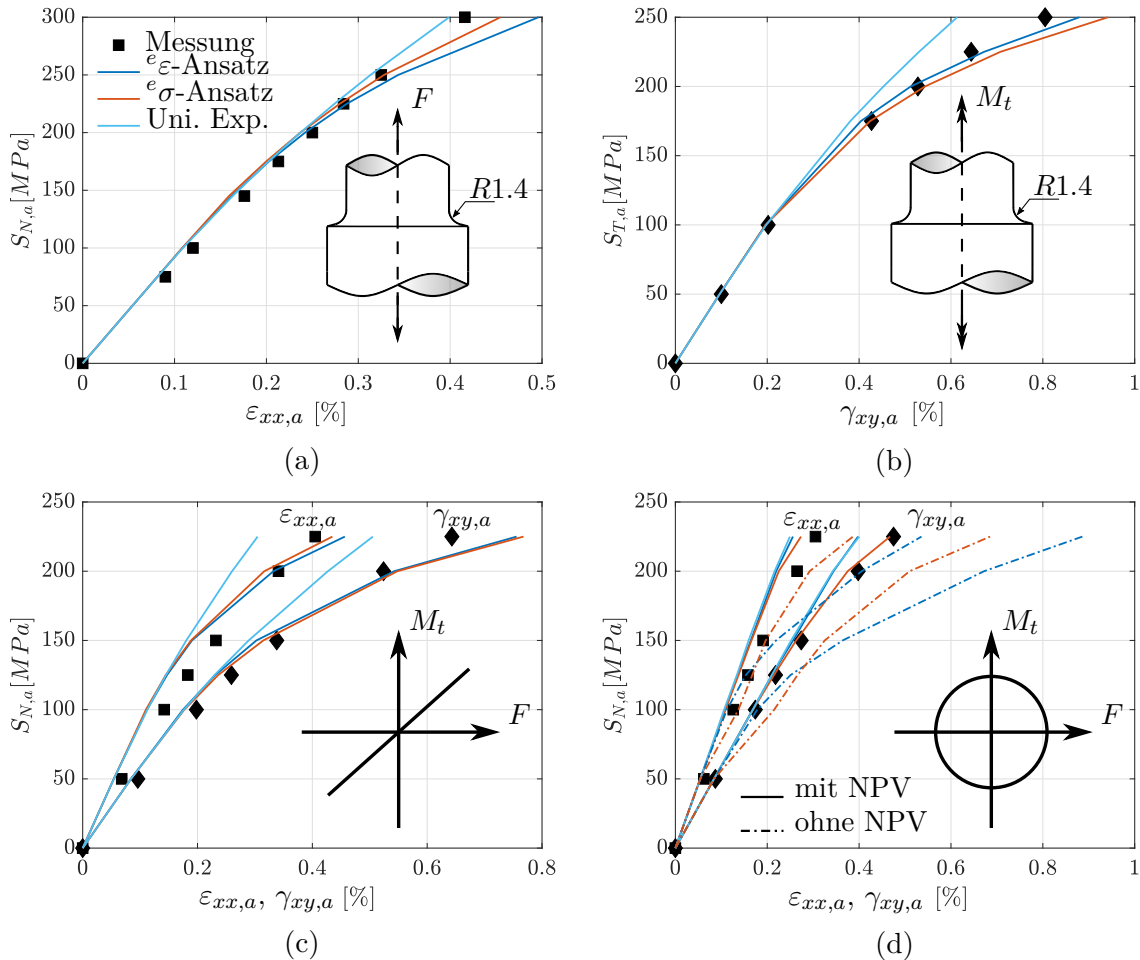 300
250
200
150
100
50
0
S_{N,a}[MPa]
Messung
^eε-Ansatz
^eσ-Ansatz
Uni. Exp.
F
R1.4
0 0.1 0.2 0.3 0.4 0.5
ε_{xx,a} [%]
(a)
250
200
150
100
50
0
S_{T,a}[MPa]
M_t
R1.4
0 0.2 0.4 0.6 0.8 1
γ_{xy,a} [%]
(b)
250
200
150
100
50
0
S_{N,a}[MPa]
ε_{xx,a} γ_{xy,a}
M_t
F
0 0.2 0.4 0.6 0.8
ε_{xx,a}, γ_{xy,a} [%]
(c)
250
200
150
100
50
0
S_{N,a}[MPa]
ε_{xx,a} γ_{xy,a}
M_t
F
mit NPV
ohne NPV
0 0.2 0.4 0.6 0.8 1
ε_{xx,a}, γ_{xy,a} [%]
(d)